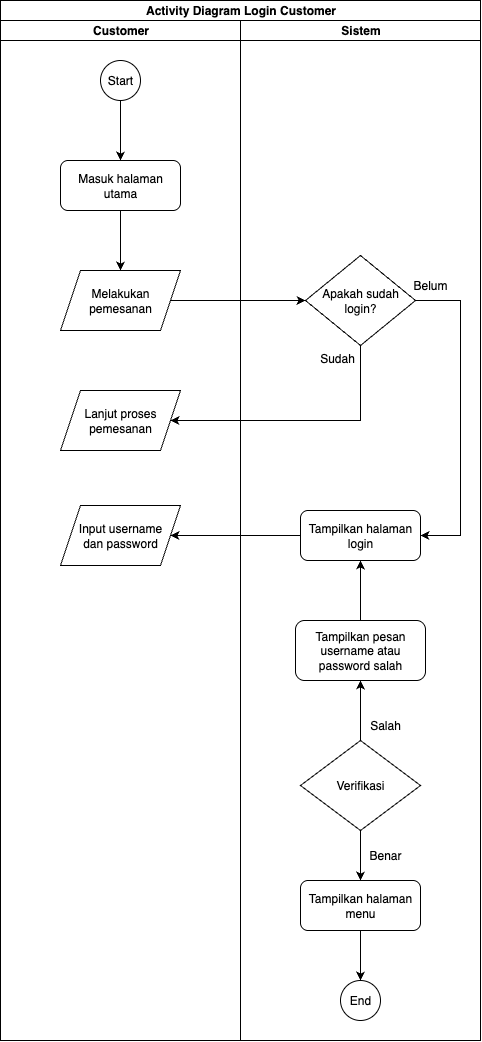 Activity Diagram Login Customer
Customer
Sistem
Start
Masuk halaman
utama
Melakukan
pemesanan
Apakah sudah
login?
Belum
Sudah
Lanjut proses
pemesanan
Input username
dan password
Tampilkan halaman
login
Tampilkan pesan
username atau
password salah
Salah
Verifikasi
Benar
Tampilkan halaman
menu
End